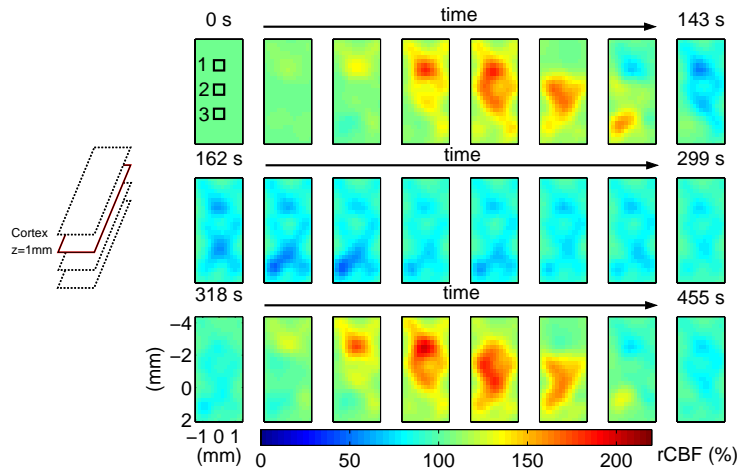 0 s time 143 s
1
2
3
162 s time 299 s
Cortex
z=1mm
318 s time 455 s
−4
−2
0
2
(mm)
−1 0 1
(mm)
0 50 100 150 200 rCBF (%)